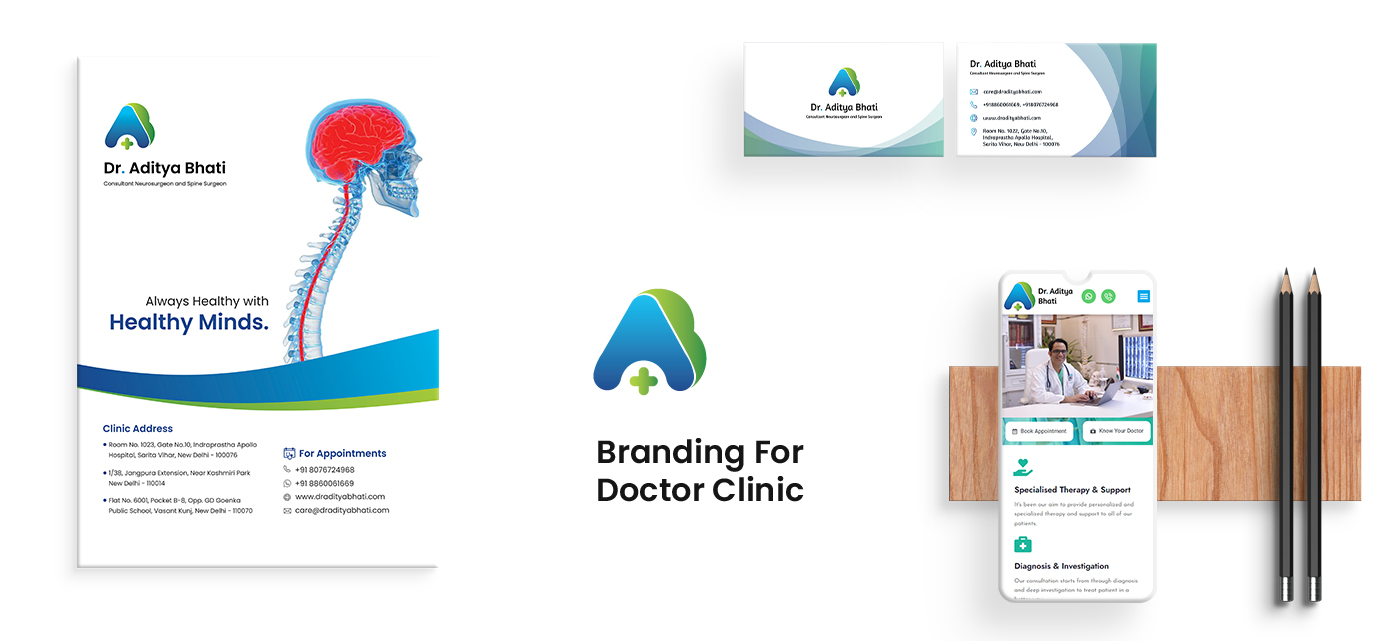 Dr. Aditya Bhati
Consultant Neurosurgeon and Spine Surgeon
Always Healthy with
Healthy Minds.
Clinic Address
Room No. 1023, Gate No.10, Indraprastha Apollo
Hospital, Sarita Vihar, New Delhi - 100076
1/38, Jangpura Extension, Near Kashmiri Park
New Delhi - 110014
Flat No. 6001, Pocket B-8, Opp. GD Goenka
Public School, Vasant Kunj, New Delhi - 110070
For Appointments
+91 8076724968
+91 8860061669
www.dradityabhati.com
care@dradityabhati.com
AB
Branding For
Doctor Clinic
Dr. Aditya Bhati
Consultant Neurosurgeon and Spine Surgeon
Dr. Aditya Bhati
Consultant Neurosurgeon and Spine Surgeon
care@dradityabhati.com
+918860061669, +918076724968
www.dradityabhati.com
Room No. 1022, Gate No.10,
Indraprastha Apollo Hospital,
Sarita Vihar, New Delhi - 100076
Dr. Aditya
Bhati
Book Appointment
Know Your Doctor
Specialised Therapy & Support
It's been our aim to provide personalized and
specialised therapy and support to all of our
patients.
Diagnosis & Investigation
Our consultation starts from through diagnosis
and deep investigation to treat patient in a